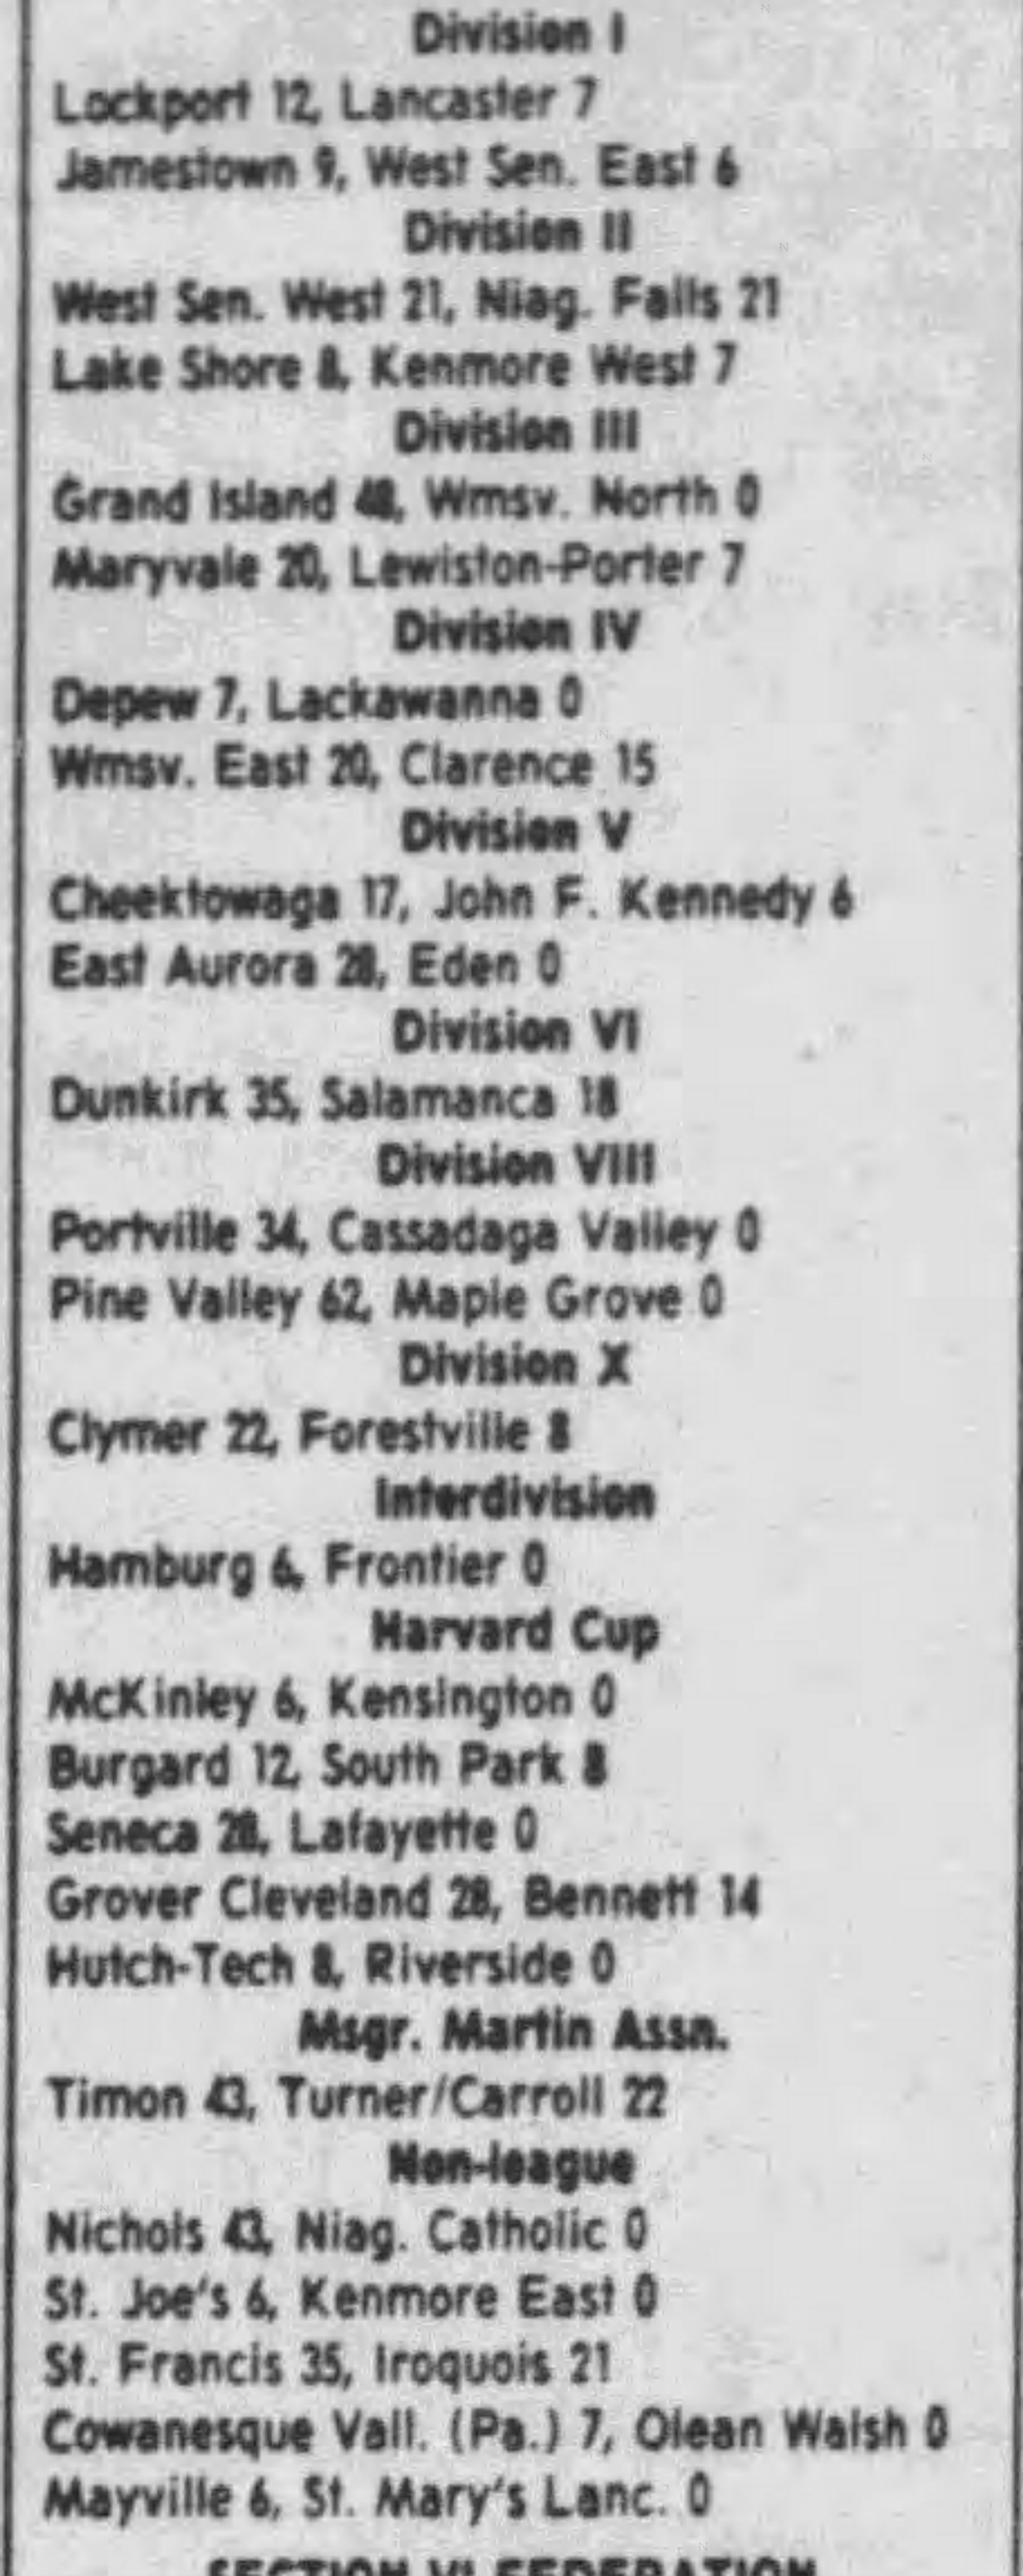 Division I
Lockport 12, Lancaster 7
Jamestown 9, West Sen. East 6
Division II
West Sen. West 21, Niag. Falls 21
Lake Shore 8, Kenmore West 7
Division III
Grand Island 48, Wmsv. North 0
Maryvale 20, Lewiston-Porter 7
Division IV
Depew 7, Lackawanna 0
Wmsv. East 20, Clarence 15
Division V
Cheektowaga 17, John F. Kennedy 6
East Aurora 28, Eden 0
Division VI
Dunkirk 35, Salamanca 18
Division VIII
Portville 34, Cassadaga Valley 0
Pine Valley 62, Maple Grove 0
Division X
Clymer 22, Forestville 8
Interdivision
Hamburg 6, Frontier 0
Harvard Cup
McKinley 6, Kensington 0
Burgard 12, South Park 8
Seneca 28, Lafayette 0
Grover Cleveland 28, Bennett 14
Hutch-Tech 8, Riverside 0
Msgr. Martin Assn.
Timon 43, Turner/Carroll 22
Non-league
Nichols 43, Niag. Catholic 0
St. Joe's 6, Kenmore East 0
St. Francis 35, Iroquois 21
Cowanesque Vall. (Pa.) 7, Olean Walsh 0
Mayville 6, St. Mary's Lanc. 0
SECTION VI FEDERATION